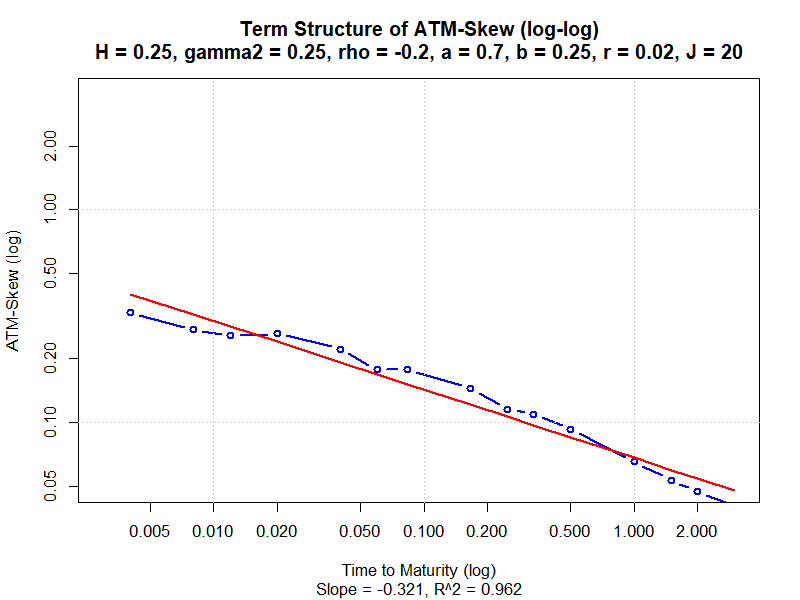 Term Structure of ATM-Skew (log-log)
H = 0.25, gamma2 = 0.25, rho = -0.2, a = 0.7, b = 0.25, r = 0.02, J = 20
ATM-Skew (log)
2.00
1.00
0.50
0.20
0.10
0.05
0.005 0.010 0.020 0.050 0.100 0.200 0.500 1.000 2.000
Time to Maturity (log)
Slope = -0.321, R^2 = 0.962